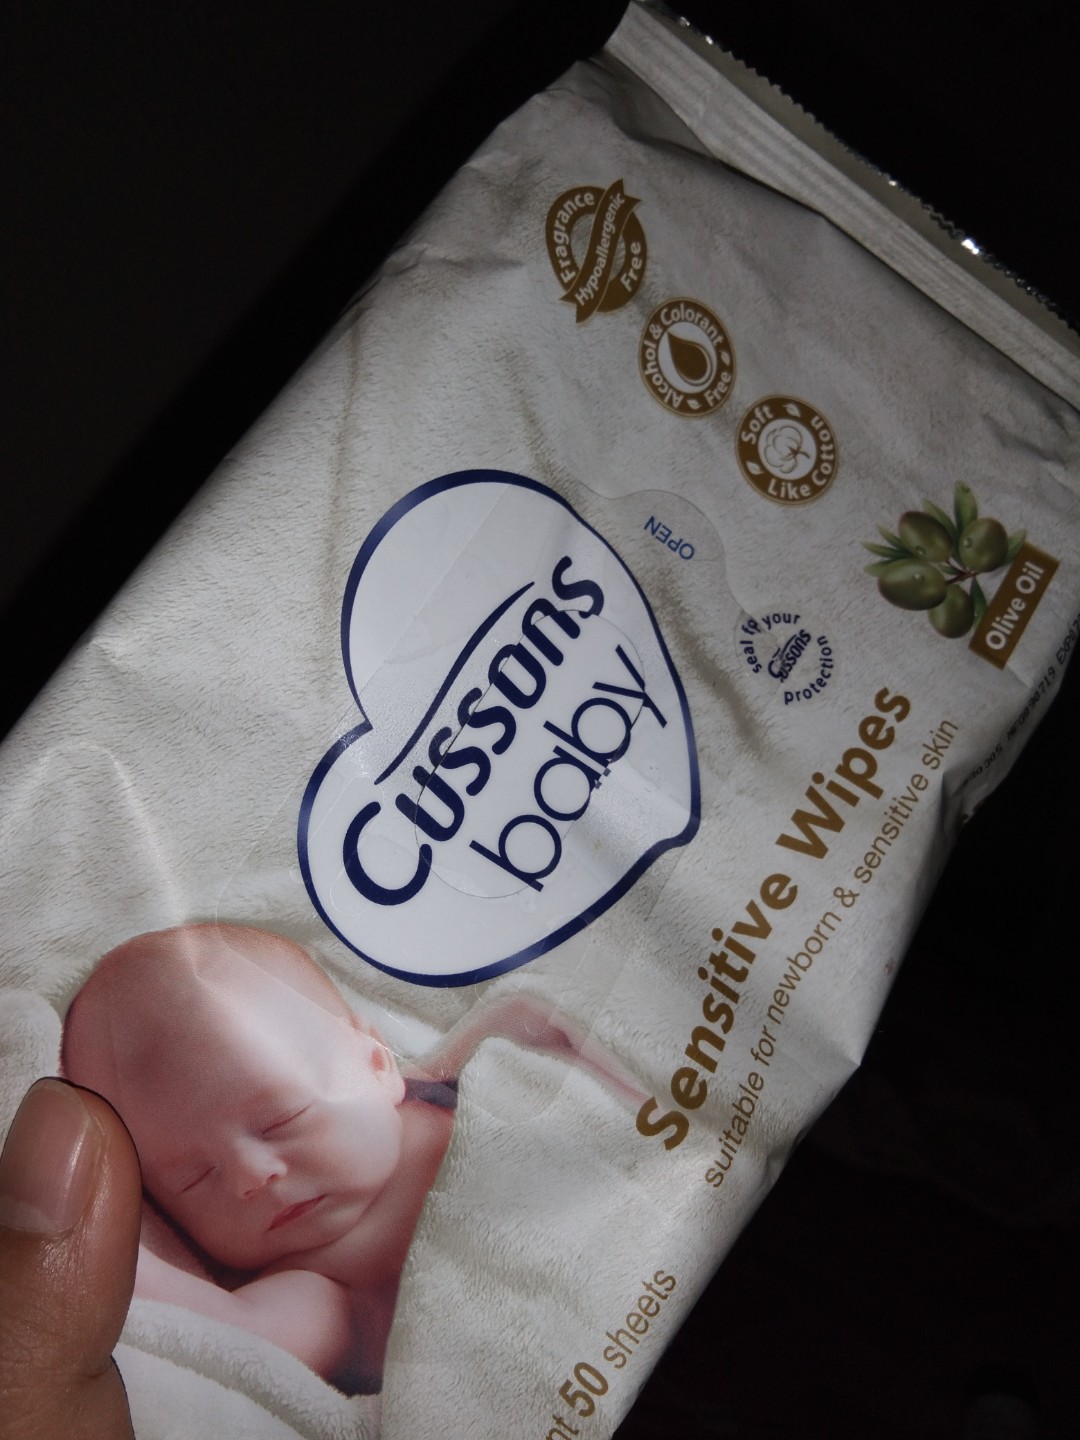 Fragrance
Hypoallergenic
Free
Alcohol & Colorant
Free
Soft
Like Cotton
OPEN
Cussons
baby
seal for your
Cussons
protection
Olive Oil
Sensitive Wipes
suitable for newborn & sensitive skin
50 sheets